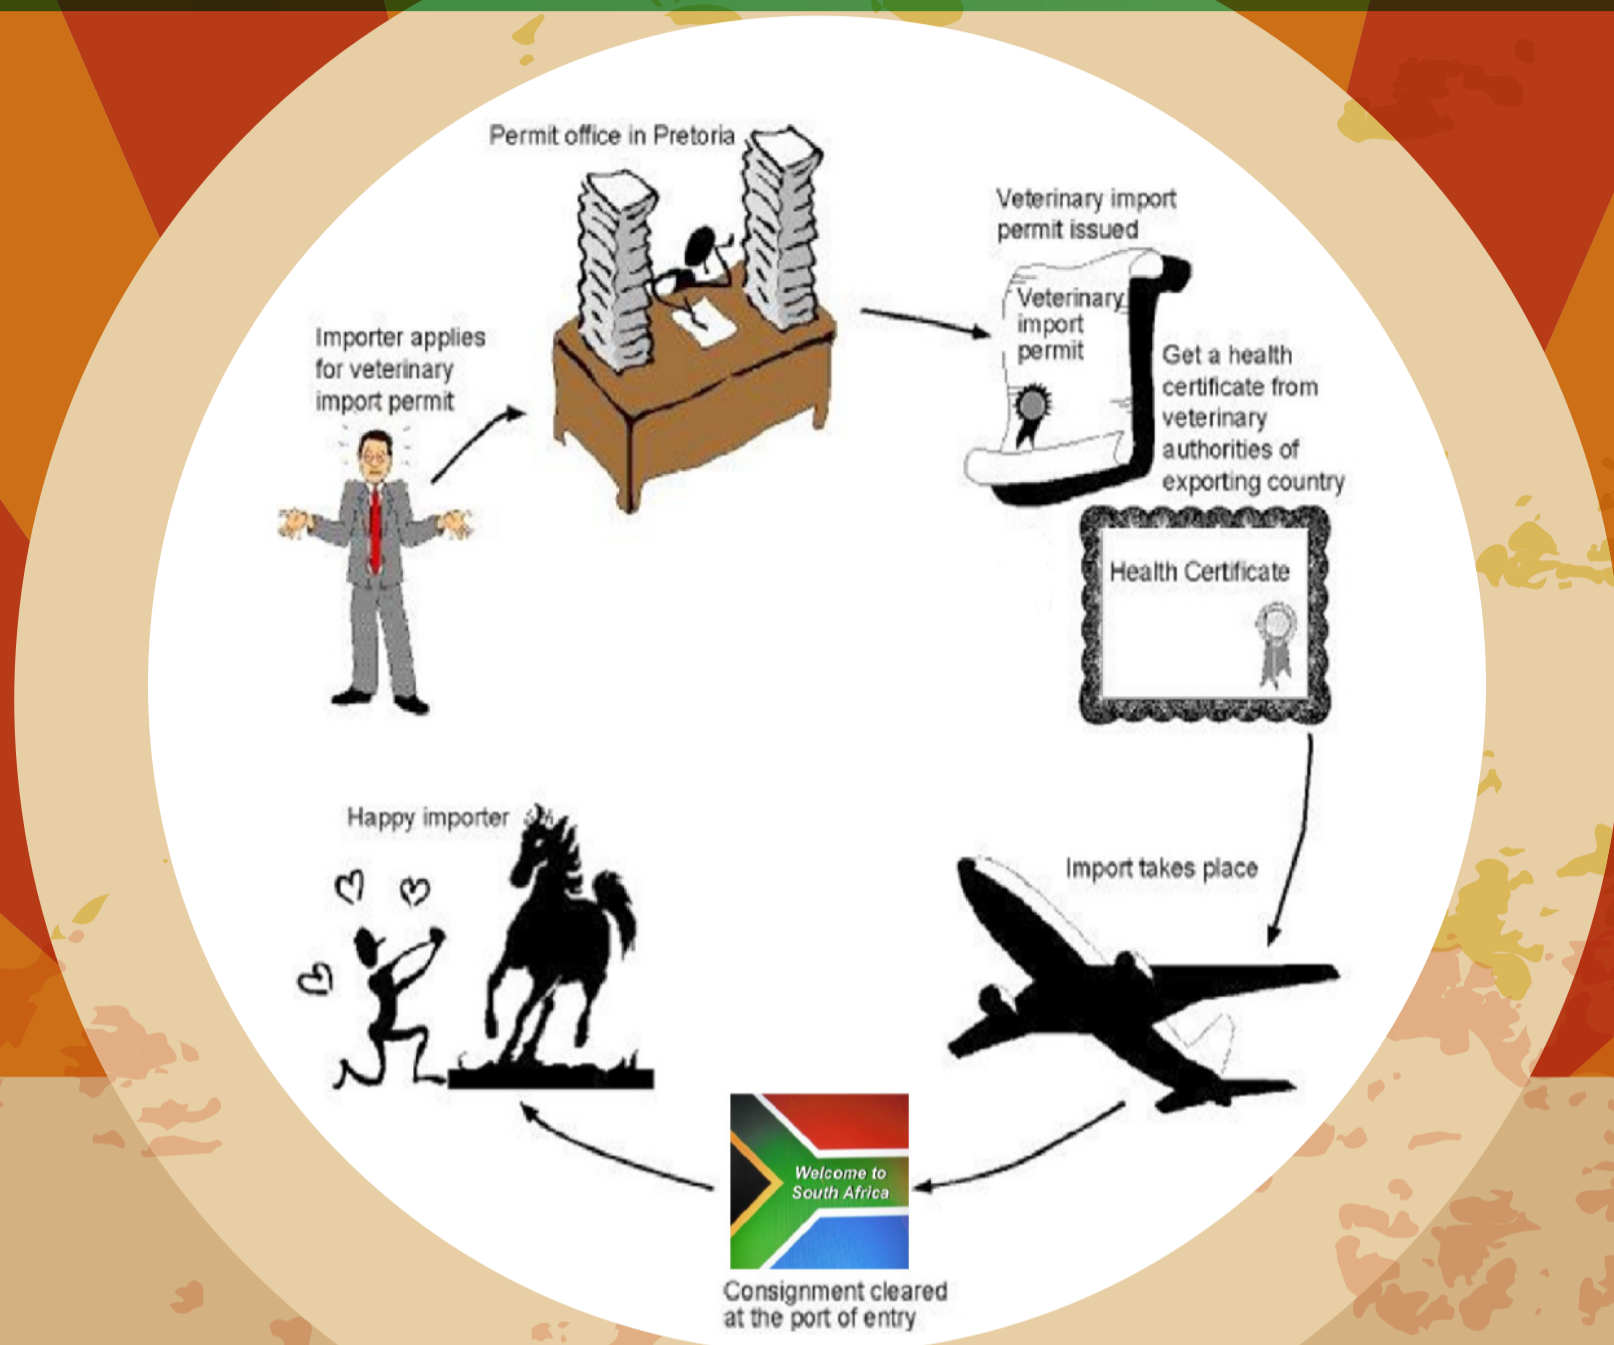 Permit office in Pretoria
Veterinary import
permit issued
Veterinary
import
permit
Importer applies
for veterinary
import permit
Get a health
certificate from
veterinary
authorities of
exporting country
Health Certificate
Happy importer
Import takes place
Welcome to
South Africa
Consignment cleared
at the port of entry